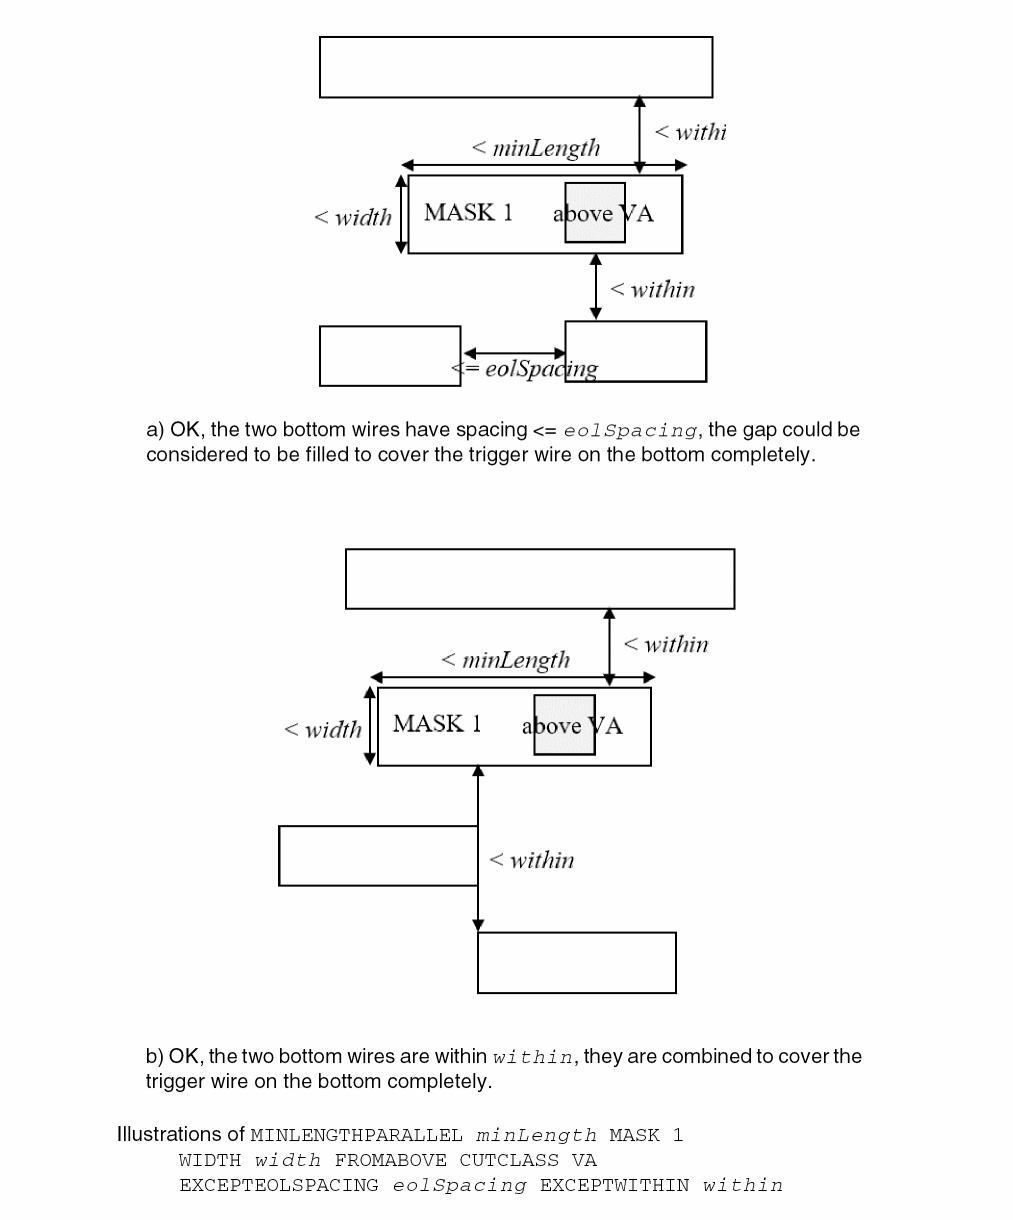 < withi
< minLength
< width
MASK 1 above VA
< within
<= eolSpacing
a) OK, the two bottom wires have spacing <= eolSpacing, the gap could be
considered to be filled to cover the trigger wire on the bottom completely.
< within
< minLength
< width
MASK 1 above VA
< within
b) OK, the two bottom wires are within within, they are combined to cover the
trigger wire on the bottom completely.
Illustrations of MINLENGTHPARALLEL minLength MASK 1
WIDTH width FROMABOVE CUTCLASS VA
EXCEPTEOLSPACING eolSpacing EXCEPTWITHIN within